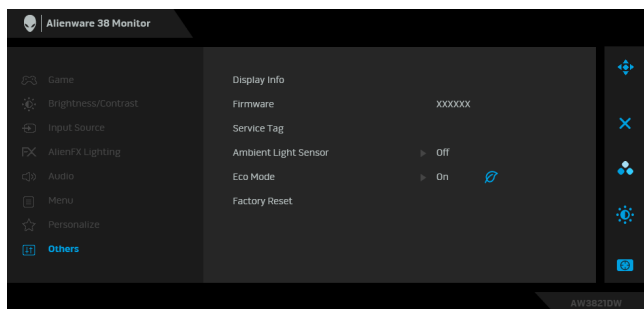 Alienware 38 Monitor
Game
Brightness/Contrast
Input Source
AlienFX Lighting
Audio
Menu
Personalize
Others
Display Info
Firmware XXXXXX
Service Tag
Ambient Light Sensor Off
Eco Mode On
Factory Reset
AW3821DW